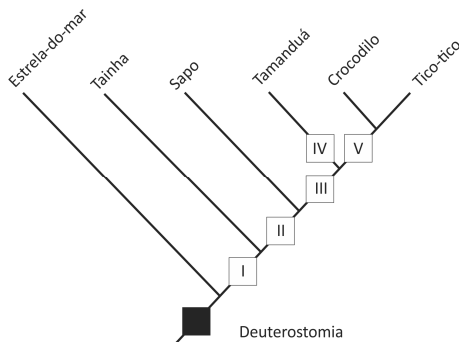 Estrela-do-mar
Tainha
Sapo
Tamanduá
Crocodilo
Tico-tico
IV
V
III
II
I
Deuterostomia